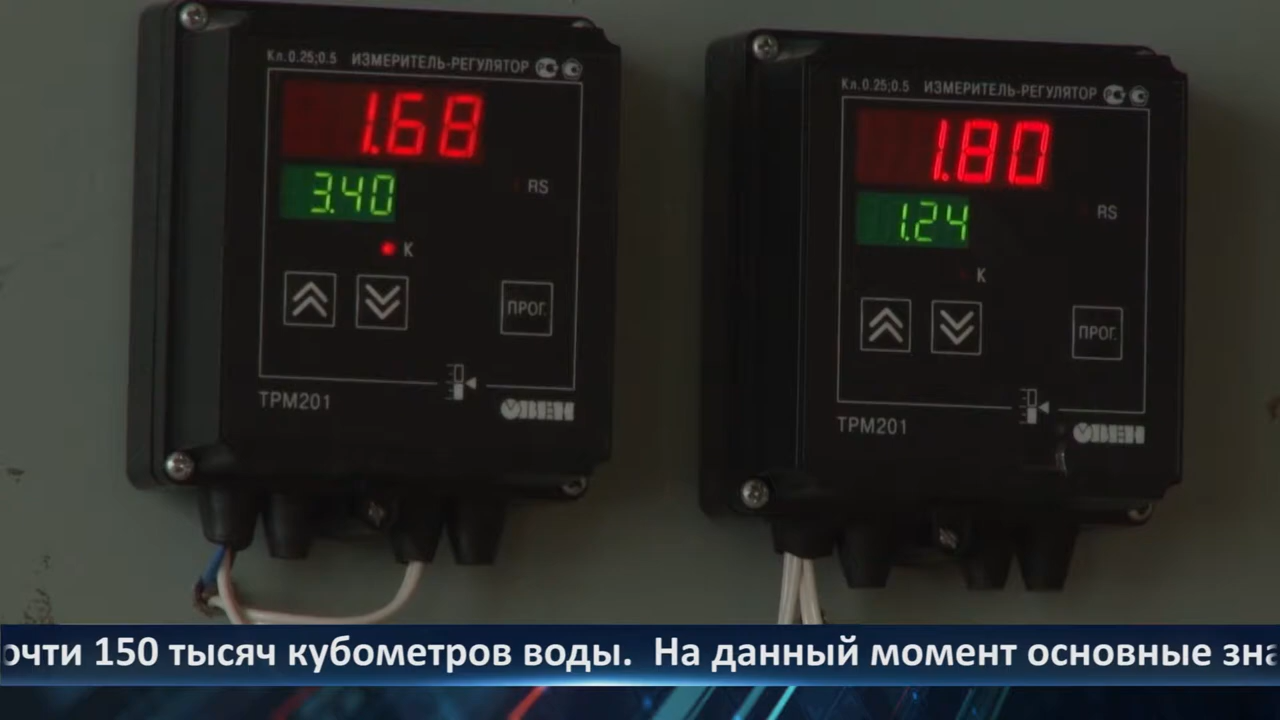 Кл.0.25;0.5 ИЗМЕРИТЕЛЬ-РЕГУЛЯТОР
1.68
3.40
RS
K
ПРОГ.
ТРМ201
ОВЕН
Кл.0.25;0.5 ИЗМЕРИТЕЛЬ-РЕГУЛЯТОР
1.80
1.24
RS
K
ПРОГ.
ТРМ201
ОВЕН
очти 150 тысяч кубометров воды. На данный момент основные зна